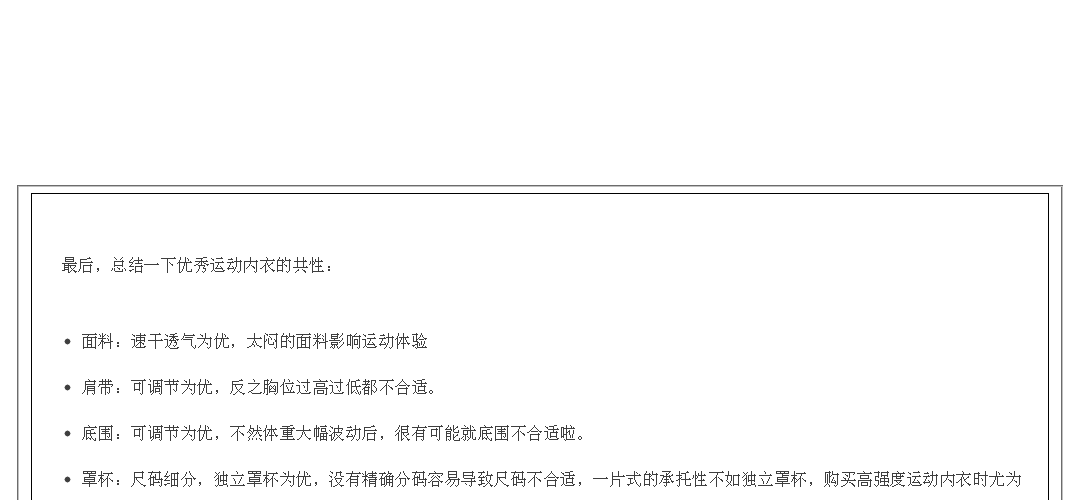 最后，总结一下优秀运动内衣的共性：
面料：速干透气为优，太闷的面料影响运动体验
肩带：可调节为优，反之胸位过高过低都不合适。
底围：可调节为优，不然体重大幅波动后，很有可能就底围不合适啦。
罩杯：尺码细分，独立罩杯为优，没有精确分码容易导致尺码不合适，一片式的承托性不如独立罩杯，购买高强度运动内衣时尤为